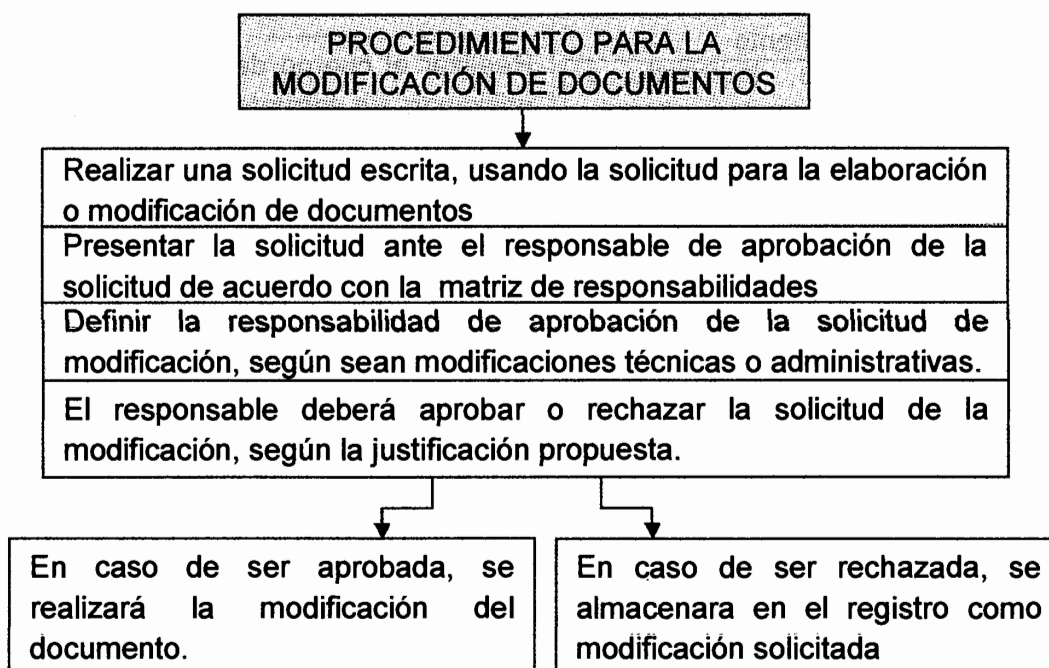 PROCEDIMIENTO PARA LA
MODIFICACIÓN DE DOCUMENTOS
Realizar una solicitud escrita, usando la solicitud para la elaboración
o modificación de documentos
Presentar la solicitud ante el responsable de aprobación de la
solicitud de acuerdo con la matriz de responsabilidades
Definir la responsabilidad de aprobación de la solicitud de
modificación, según sean modificaciones técnicas o administrativas.
El responsable deberá aprobar o rechazar la solicitud de la
modificación, según la justificación propuesta.
En caso de ser aprobada, se
realizará la modificación del
documento.
En caso de ser rechazada, se
almacenara en el registro como
modificación solicitada